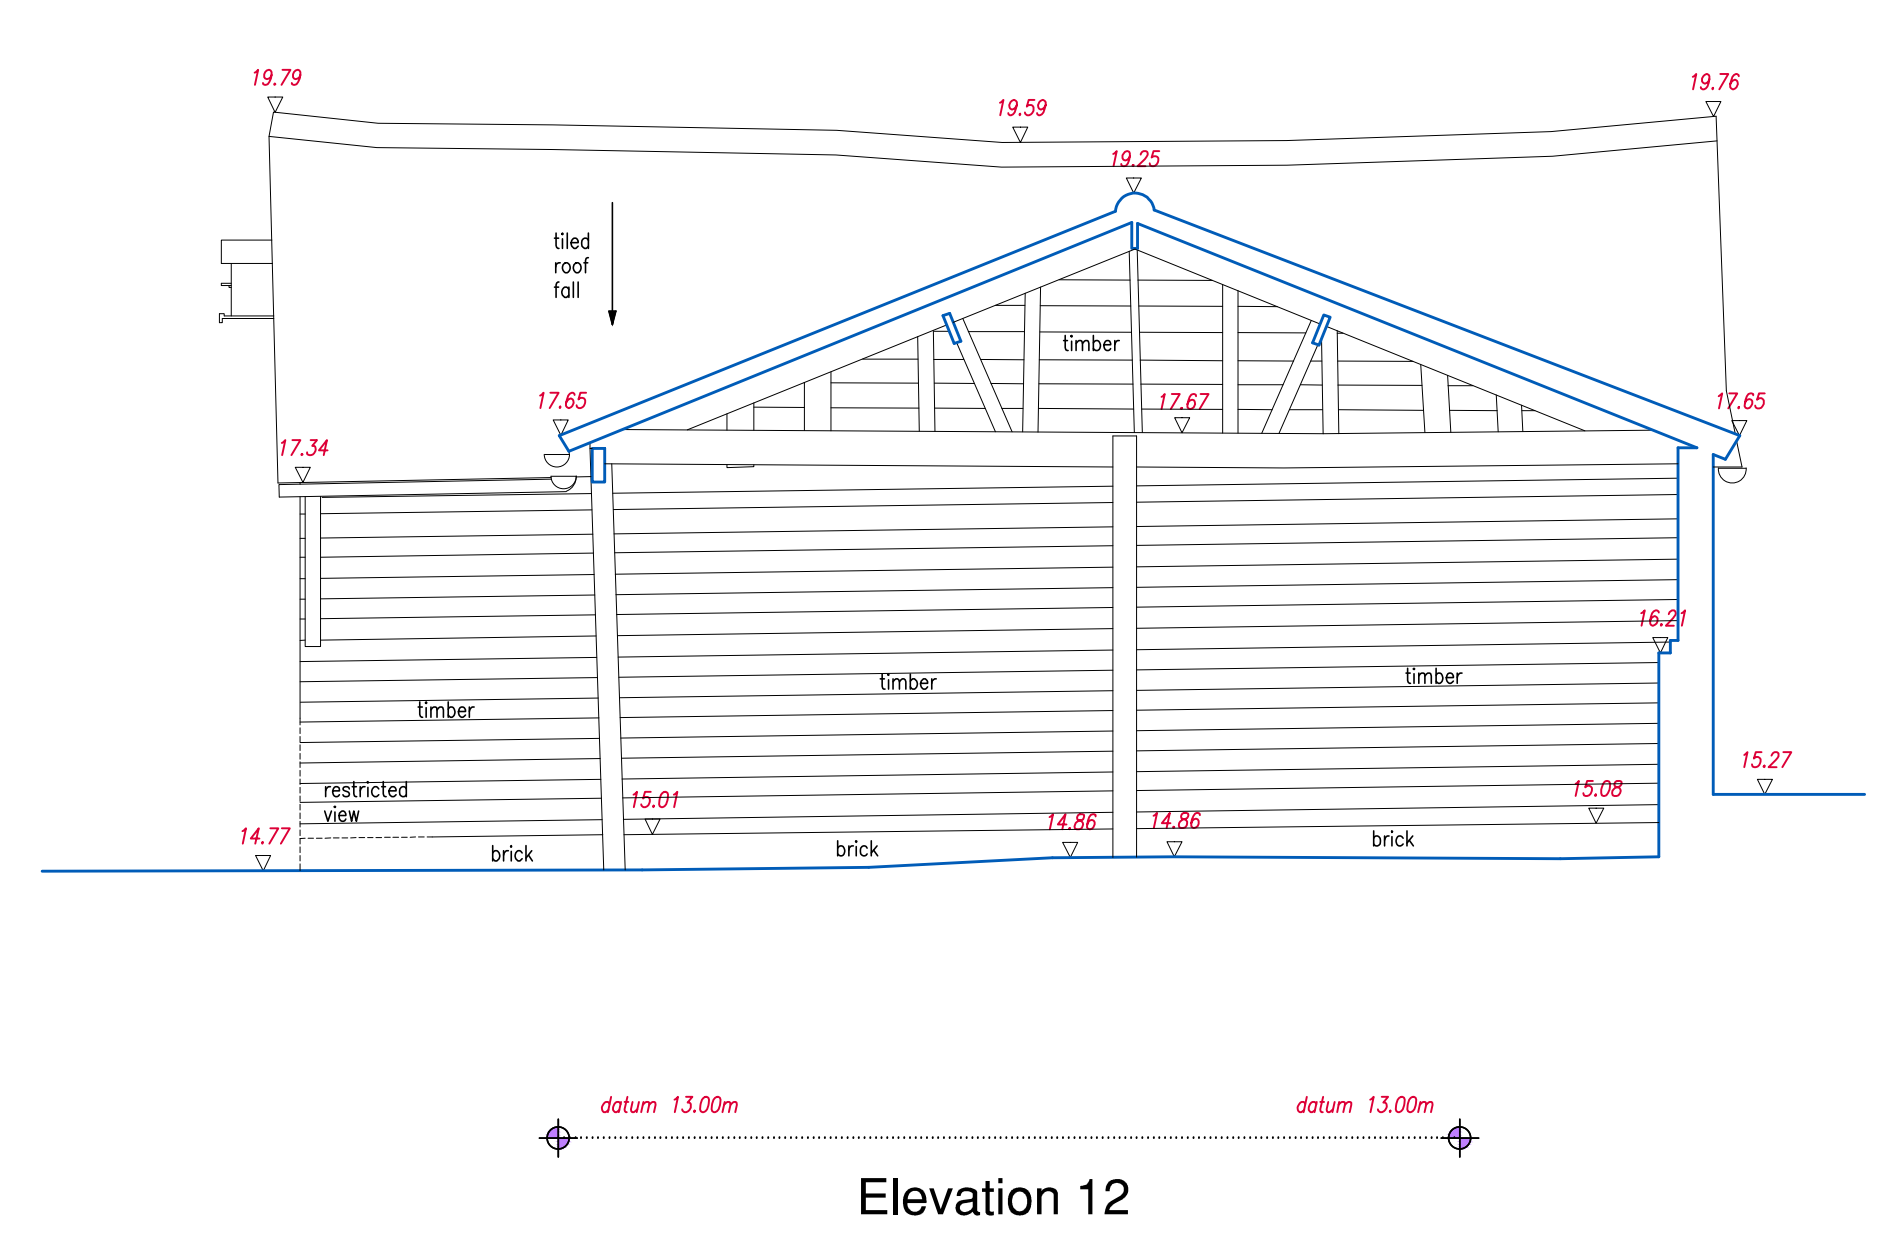 19.79
19.76
19.59
19.25
tiled
roof
fall
timber
17.65
17.67
17.65
17.34
16.21
timber
timber
timber
15.27
restricted
view
15.01
15.08
14.77
14.86
14.86
brick
brick
brick
datum 13.00m
datum 13.00m
Elevation 12